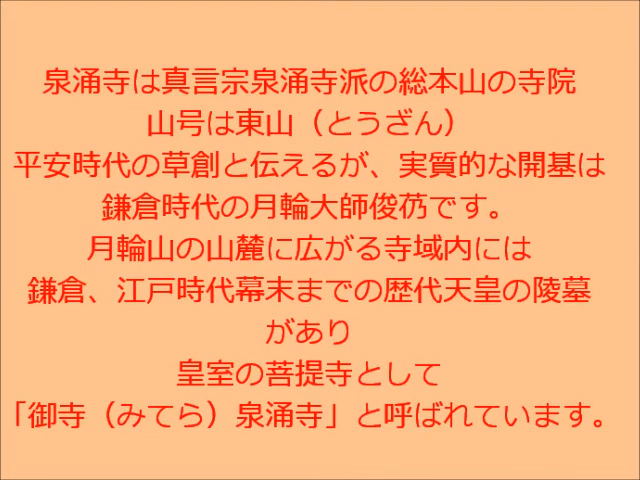 泉涌寺は真言宗泉涌寺派の総本山の寺院
山号は東山（とうざん）
平安時代の草創と伝えるが、実質的な開基は
鎌倉時代の月輪大師俊芿です。
月輪山の山麓に広がる寺域内には
鎌倉、江戸時代幕末までの歴代天皇の陵墓
があり
皇室の菩提寺として
「御寺（みてら）泉涌寺」と呼ばれています。